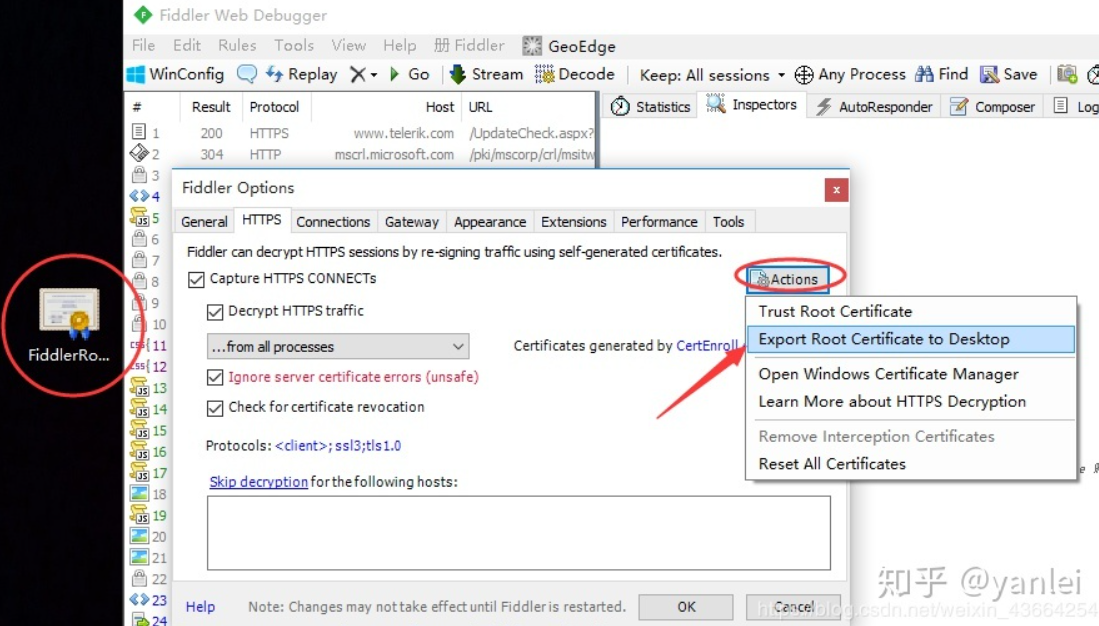 Fiddler Web Debugger
File Edit Rules Tools View Help 册 Fiddler GeoEdge
WinConfig Replay Go Stream Decode Keep: All sessions Any Process Find Save
# Result Protocol Host URL
Statistics Inspectors AutoResponder Composer Log
1 200 HTTPS www.telerik.com /UpdateCheck.aspx?
2 304 HTTP mscrl.microsoft.com /pki/mscorp/crl/msitw
3
4
5
6
7
8
9
10
11
12
13
14
15
16
17
18
19
20
21
22
23
24
FiddlerRo...
Fiddler Options
x
General HTTPS Connections Gateway Appearance Extensions Performance Tools
Fiddler can decrypt HTTPS sessions by re-signing traffic using self-generated certificates.
Capture HTTPS CONNECTs
Actions
Decrypt HTTPS traffic
...from all processes
Certificates generated by CertEnroll
Ignore server certificate errors (unsafe)
Check for certificate revocation
Protocols: <client>; ssl3;tls1.0
Skip decryption for the following hosts:
Trust Root Certificate
Export Root Certificate to Desktop
Open Windows Certificate Manager
Learn More about HTTPS Decryption
Remove Interception Certificates
Reset All Certificates
Help Note: Changes may not take effect until Fiddler is restarted. OK Cancel
知乎 @yanlei
https://blog.csdn.net/weixin_43664254